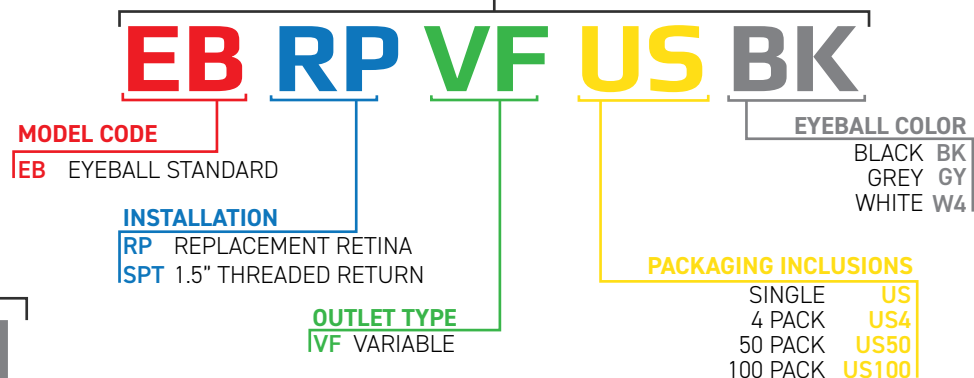 EB RP VF US BK
MODEL CODE
EB EYEBALL STANDARD
EYEBALL COLOR
BLACK BK
GREY GY
WHITE W4
INSTALLATION
RP REPLACEMENT RETINA
SPT 1.5" THREADED RETURN
PACKAGING INCLUSIONS
SINGLE US
4 PACK US4
50 PACK US50
100 PACK US100
OUTLET TYPE
VF VARIABLE